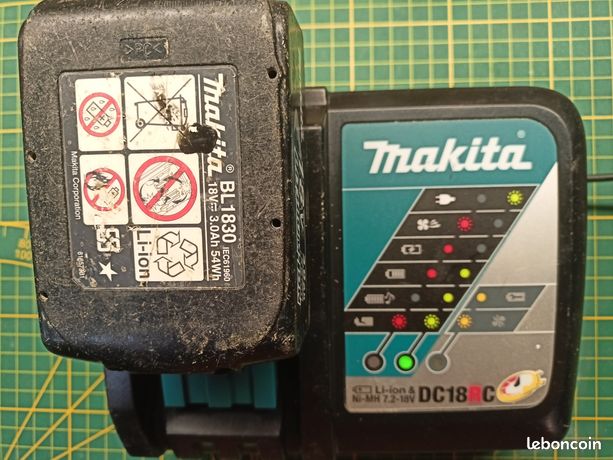 makita®
BL1830 IEC61960
18V 3.0Ah 54Wh
Li-ion
Makita Corporation
makita
Li-ion &
Ni-MH 7.2-18V
DC18RC
leboncoin